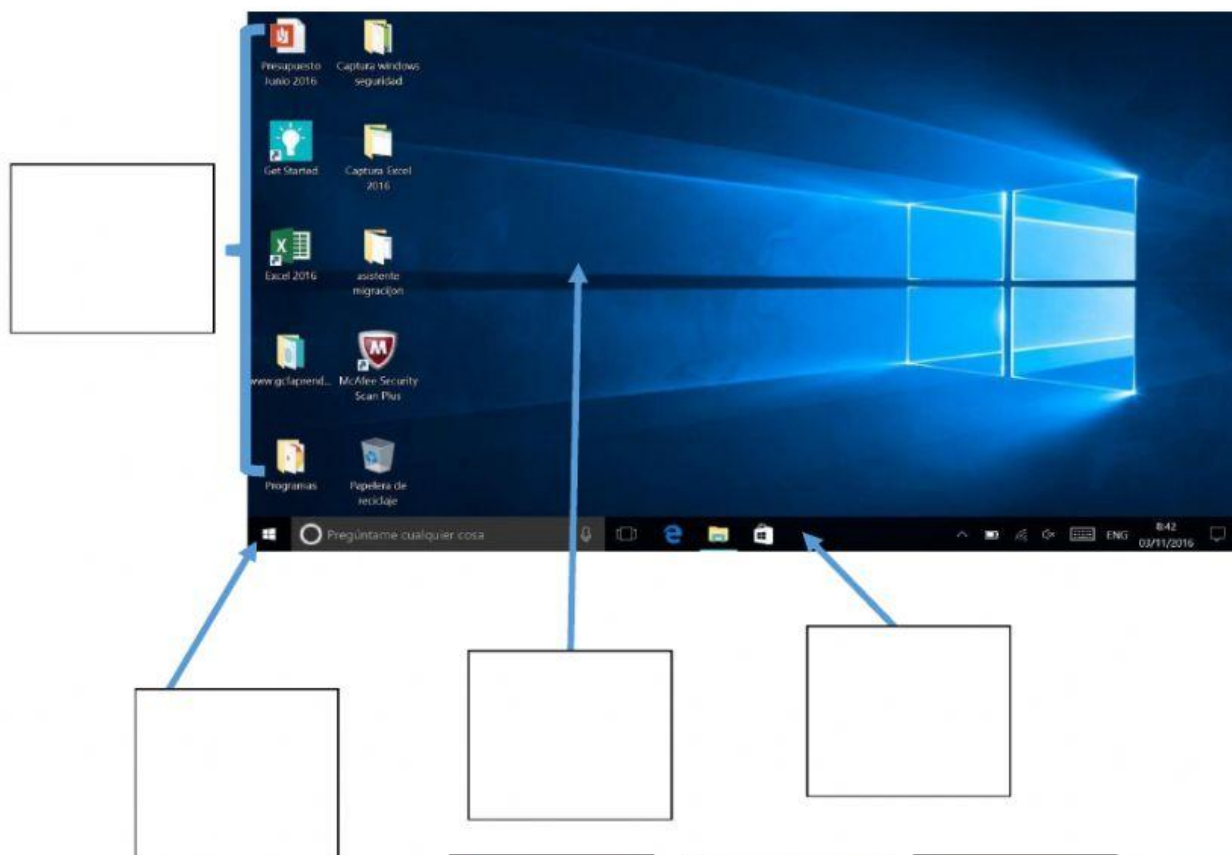 Presupuesto
Junio 2016
Captura windows
seguridad
Get Started
Captura Excel
2016
Excel 2016
asistente
migracijon
www.gcfaprend...
McAfee Security
Scan Plus
Programas
Papelera de
reciclaje
Pregúntame cualquier cosa
ENG
8:42
03/11/2016